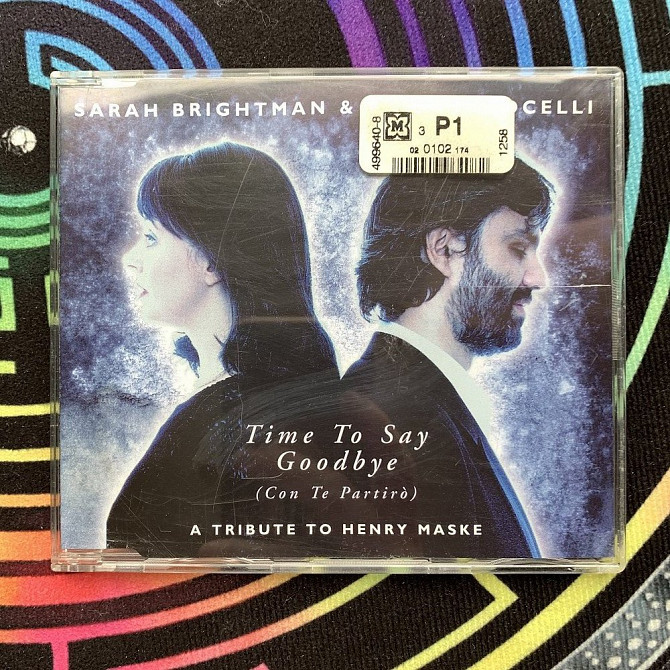 SARAH BRIGHTMAN & OCELLI
499640-8
M 3 P1
02 0102 174
1258
Time To Say
Goodbye
(Con Te Partirò)
A TRIBUTE TO HENRY MASKE